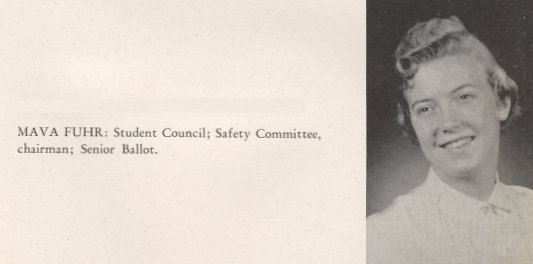 MAVA FUHR: Student Council; Safety Committee,
chairman; Senior Ballot.